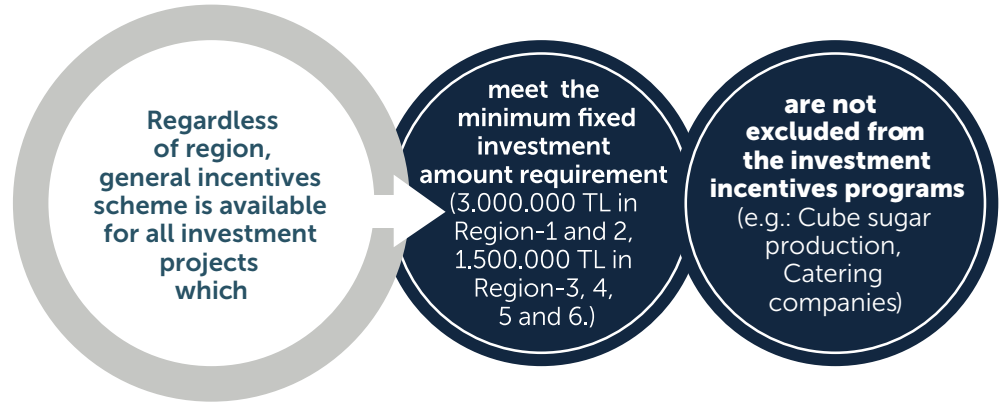 Regardless
of region,
general incentives
scheme is available
for all investment
projects
which
meet the
minimum fixed
investment
amount requirement
(3.000.000 TL in
Region-1 and 2,
1.500.000 TL in
Region-3, 4,
5 and 6.)
are not
excluded from
the investment
incentives programs
(e.g.: Cube sugar
production,
Catering
companies)